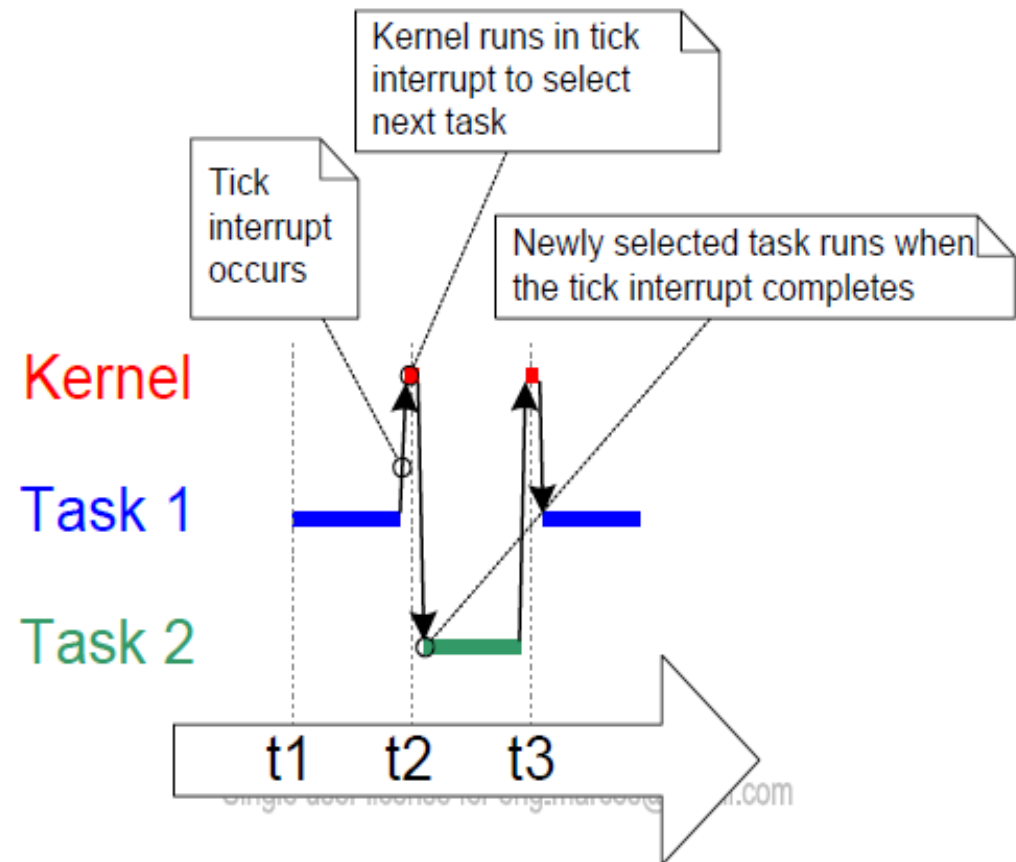 Kernel runs in tick
interrupt to select
next task
Tick
interrupt
occurs
Newly selected task runs when
the tick interrupt completes
Kernel
Task 1
Task 2
t1 t2 t3